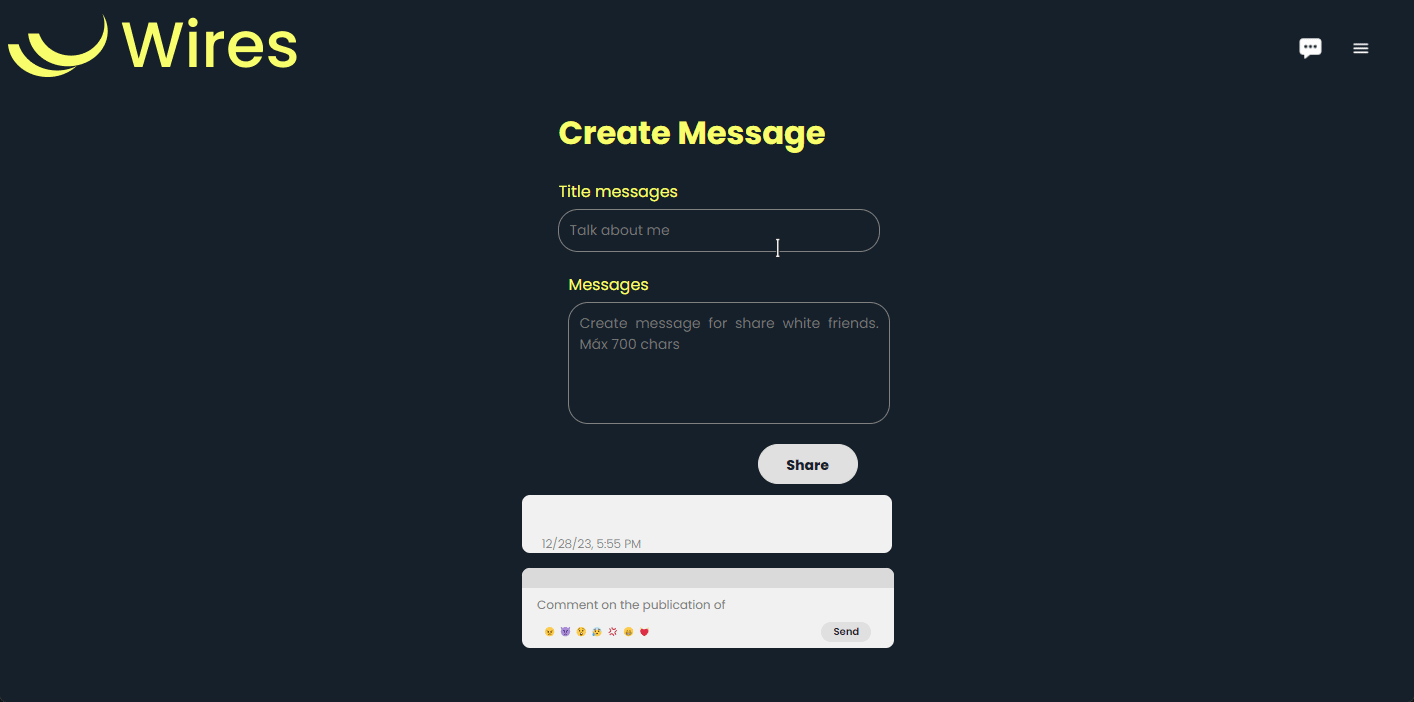 Wires
Create Message
Title messages
Talk about me
Messages
Create message for share white friends.
Máx 700 chars
Share
12/28/23, 5:55 PM
Comment on the publication of
Send